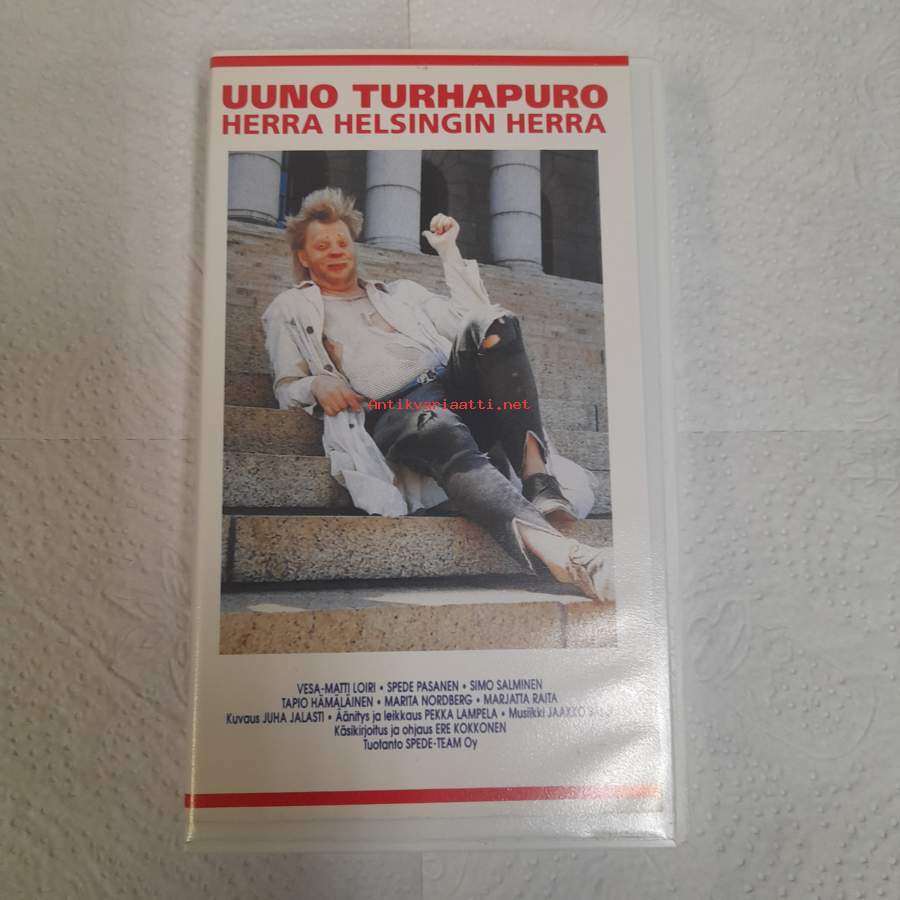 UUNO TURHAPURO
HERRA HELSINGIN HERRA
Antikvariaatti.net
VESA-MATTI LOIRI • SPEDE PASANEN • SIMO SALMINEN
TAPIO HÄMÄLÄINEN • MARITA NORDBERG • MARJATTA RAITA
Kuvaus JUHA JALASTI • Äänitys ja leikkaus PEKKA LAMPELA • Musiikki JAAKKO
Käsikirjoitus ja ohjaus ERE KOKKONEN
Tuotanto SPEDE-TEAM Oy